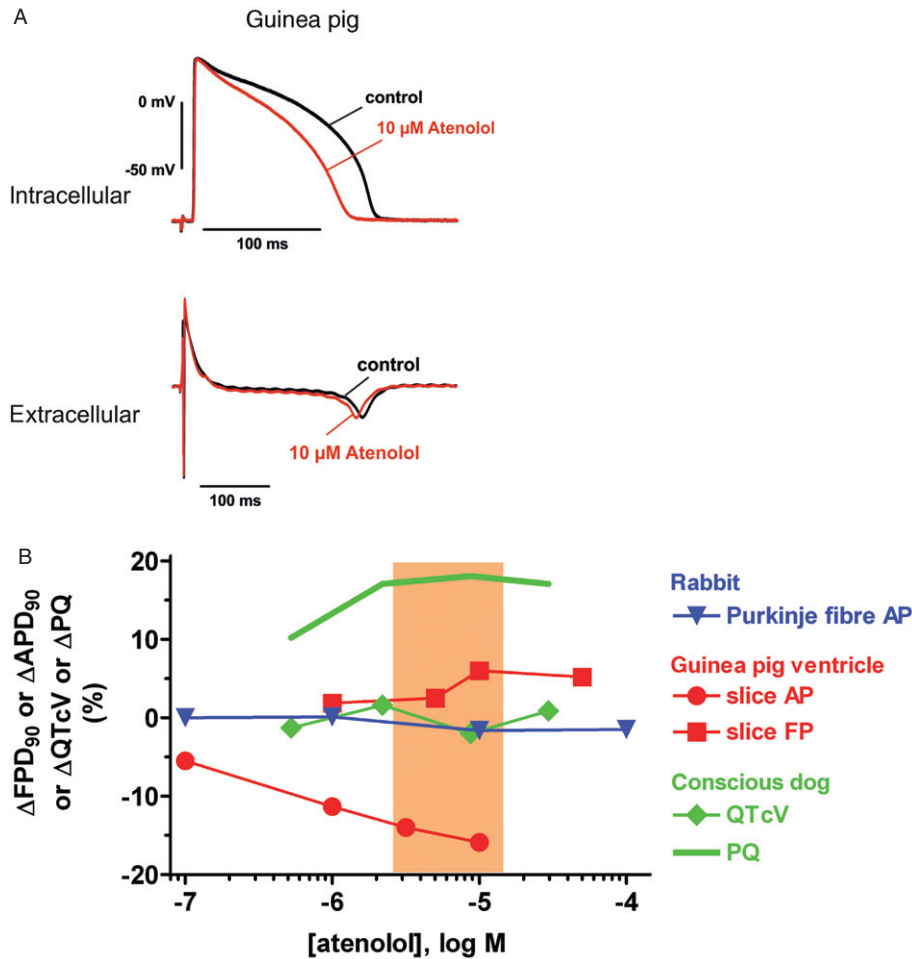 A
Guinea pig
control
0 mV
10 µM Atenolol
-50 mV
Intracellular
100 ms
control
Extracellular
10 µM Atenolol
100 ms
B
ΔFPD90 or ΔAPD90
or ΔQTcV or ΔPQ
(%)
20
10
0
-10
-20
-7
-6
-5
-4
[atenolol], log M
Rabbit
Purkinje fibre AP
Guinea pig ventricle
slice AP
slice FP
Conscious dog
QTcV
PQ